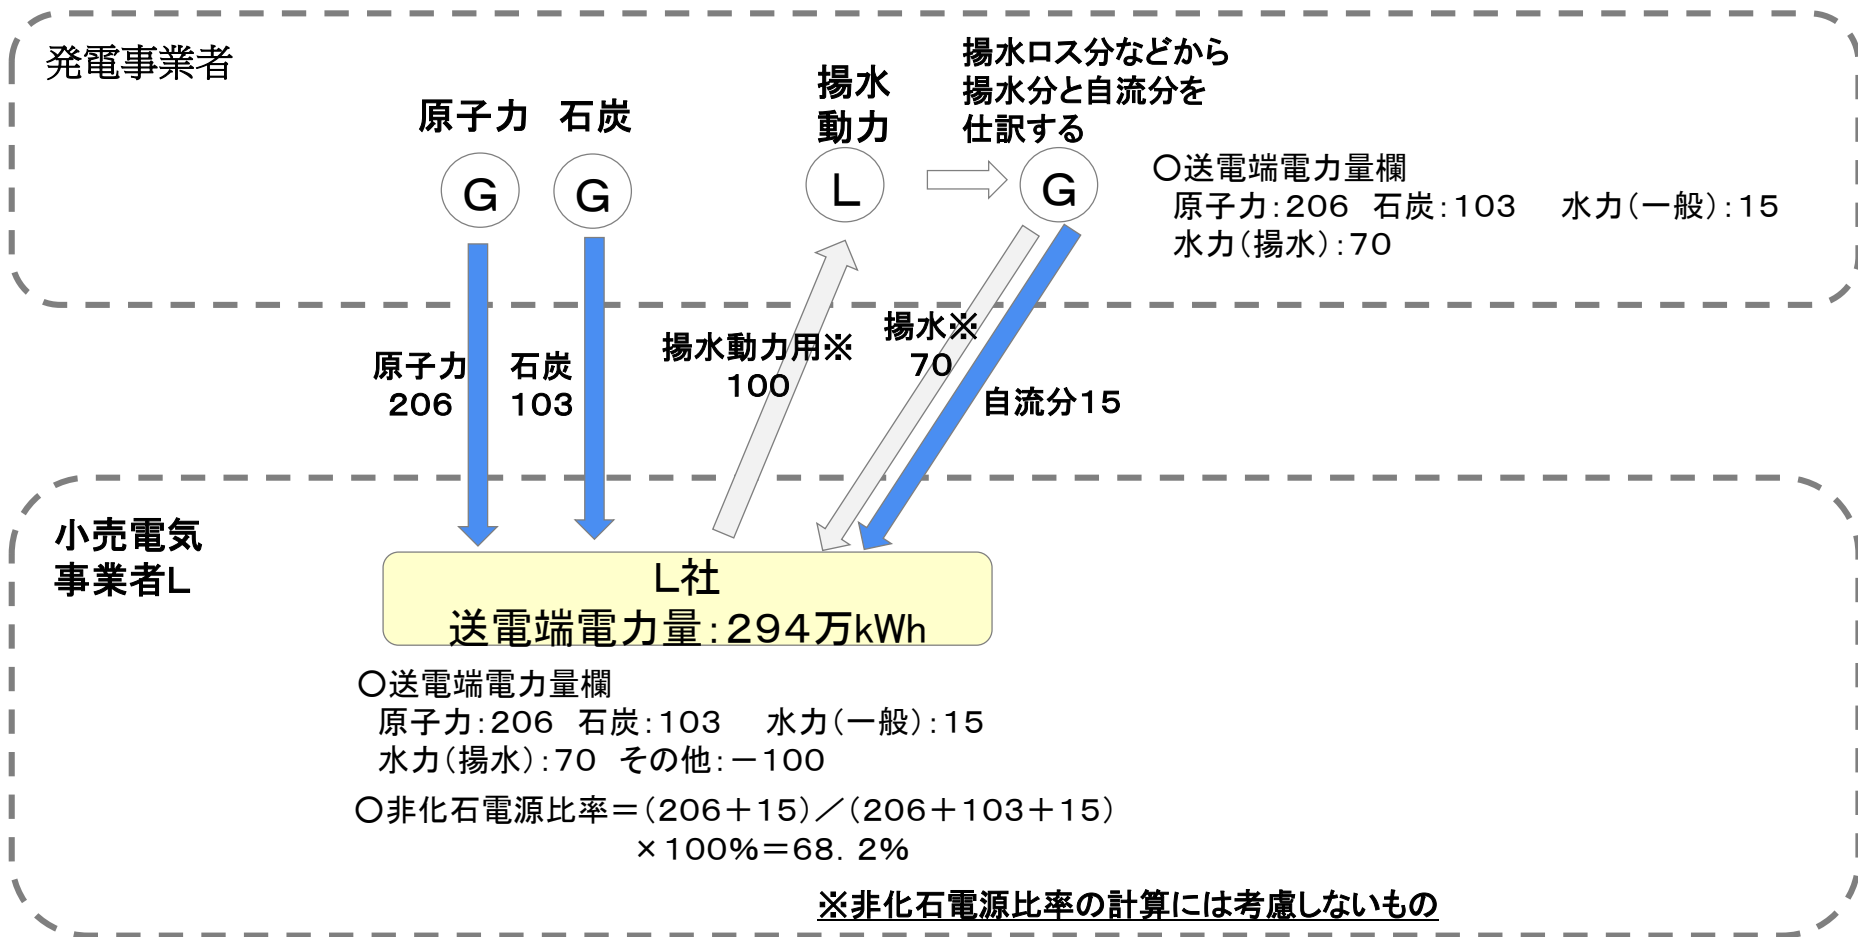 発電事業者
原子力
石炭
揚水
動力
揚水ロス分などから
揚水分と自流分を
仕訳する
G
G
L
G
○送電端電力量欄
原子力:206 石炭:103 水力(一般):15
水力(揚水):70
原子力
206
石炭
103
揚水動力用※
100
揚水※
70
自流分15
小売電気
事業者L
L社
送電端電力量:294万kWh
○送電端電力量欄
原子力:206 石炭:103 水力(一般):15
水力(揚水):70 その他:-100
○非化石電源比率=(206+15)/(206+103+15)
×100%=68.2%
※非化石電源比率の計算には考慮しないもの